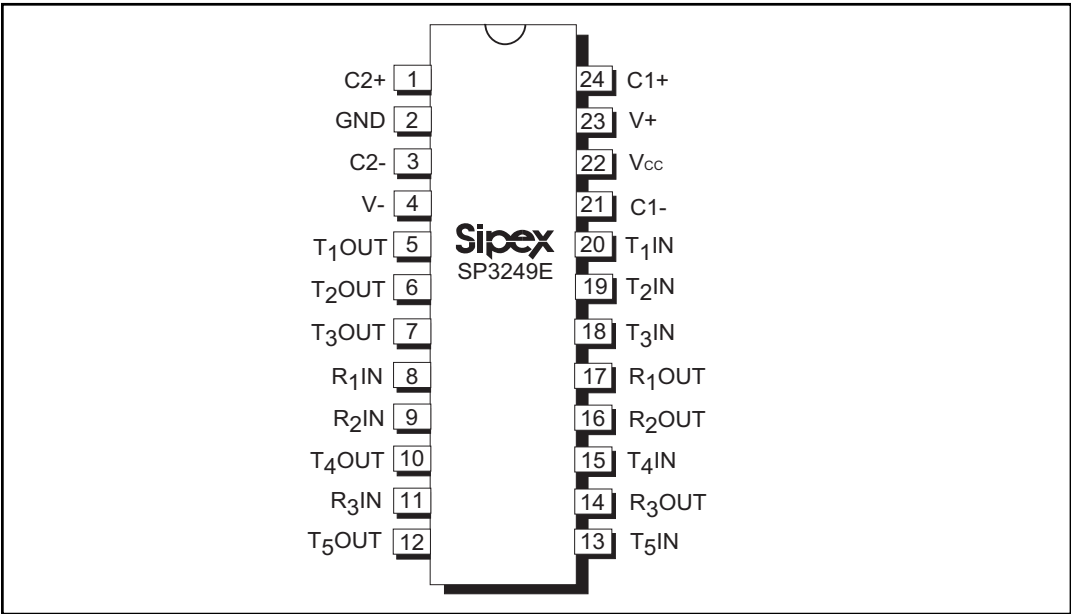 C2+ 1 24 C1+
GND 2 23 V+
C2- 3 22 Vcc
V- 4 21 C1-
T1OUT 5 Sipex 20 T1IN
SP3249E
T2OUT 6 19 T2IN
T3OUT 7 18 T3IN
R1IN 8 17 R1OUT
R2IN 9 16 R2OUT
T4OUT 10 15 T4IN
R3IN 11 14 R3OUT
T5OUT 12 13 T5IN